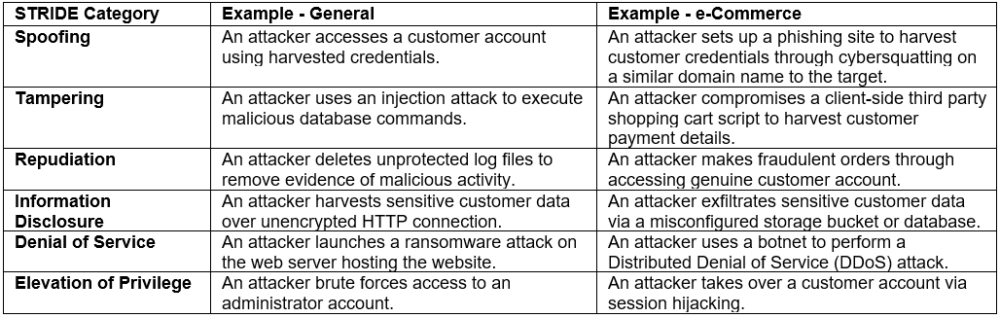 STRIDE Category Example - General Example - e-Commerce
Spoofing An attacker accesses a customer account An attacker sets up a phishing site to harvest
using harvested credentials. customer credentials through cybersquatting on
a similar domain name to the target.
Tampering An attacker uses an injection attack to execute An attacker compromises a client-side third party
malicious database commands. shopping cart script to harvest customer
payment details.
Repudiation An attacker deletes unprotected log files to An attacker makes fraudulent orders through
remove evidence of malicious activity. accessing genuine customer account.
Information An attacker harvests sensitive customer data An attacker exfiltrates sensitive customer data
Disclosure over unencrypted HTTP connection. via a misconfigured storage bucket or database.
Denial of Service An attacker launches a ransomware attack on An attacker uses a botnet to perform a
the web server hosting the website. Distributed Denial of Service (DDoS) attack.
Elevation of Privilege An attacker brute forces access to an An attacker takes over a customer account via
administrator account. session hijacking.